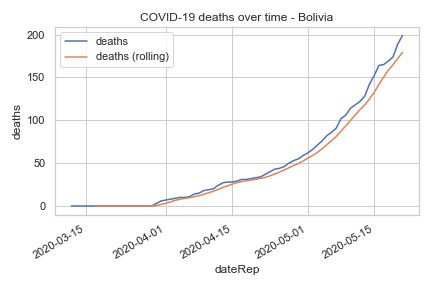 COVID-19 deaths over time - Bolivia
deaths
deaths (rolling)
200
150
100
50
0
deaths
2020-03-15
2020-04-01
2020-04-15
2020-05-01
2020-05-15
dateRep